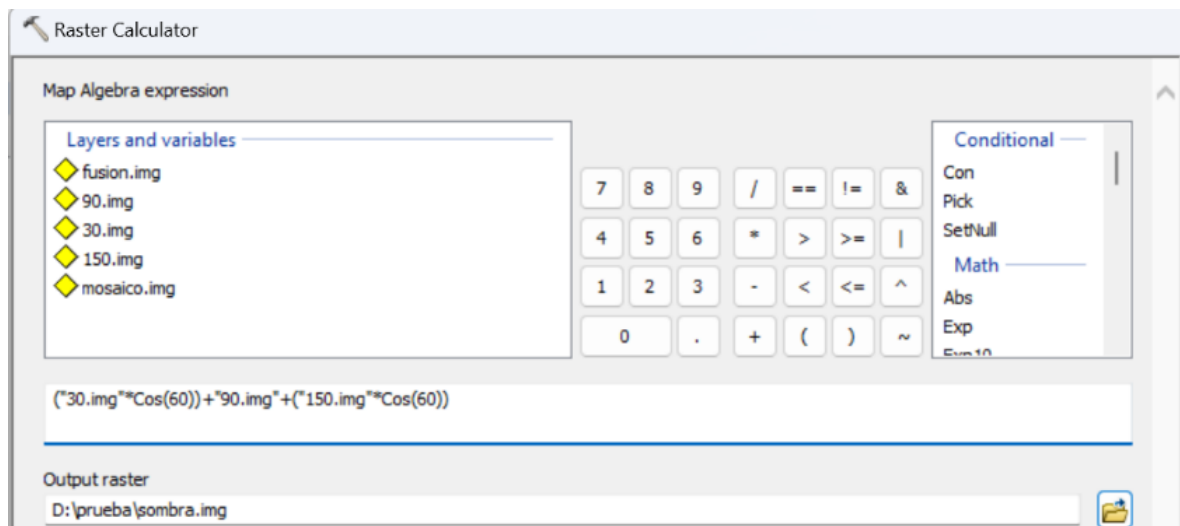 Raster Calculator
Map Algebra expression
Layers and variables
fusion.img
90.img
30.img
150.img
mosaico.img
7 8 9 / == != &
4 5 6 * > >= |
1 2 3 - < <= ^
0 . + ( ) ~
Conditional
Con
Pick
SetNull
Math
Abs
Exp
Exp10
("30.img"*Cos(60))+"90.img"+("150.img"*Cos(60))
Output raster
D:\prueba\sombra.img